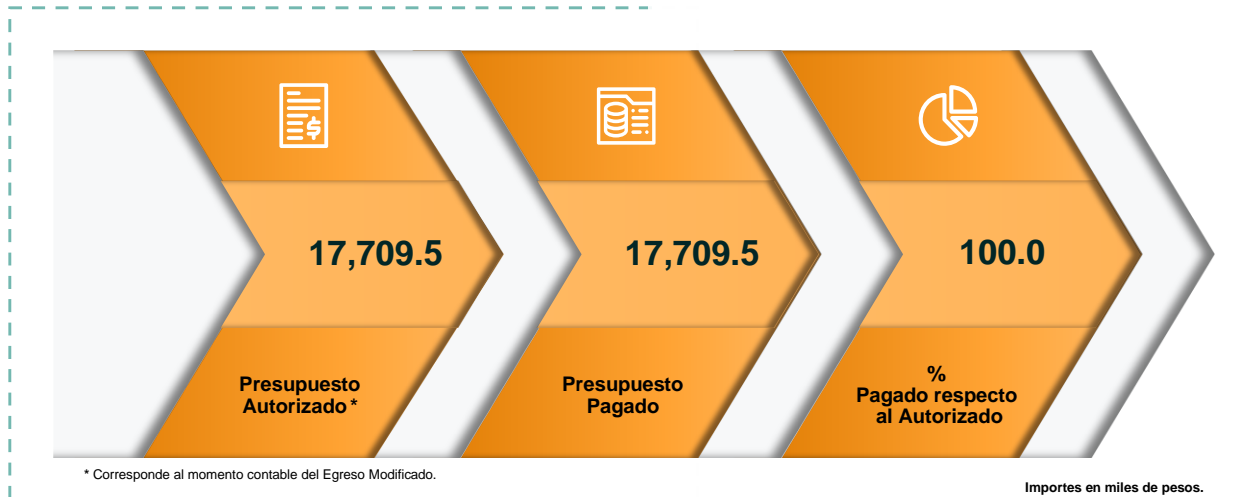 17,709.5
17,709.5
100.0
Presupuesto
Autorizado *
Presupuesto
Pagado
%
Pagado respecto
al Autorizado
* Corresponde al momento contable del Egreso Modificado.
Importes en miles de pesos.